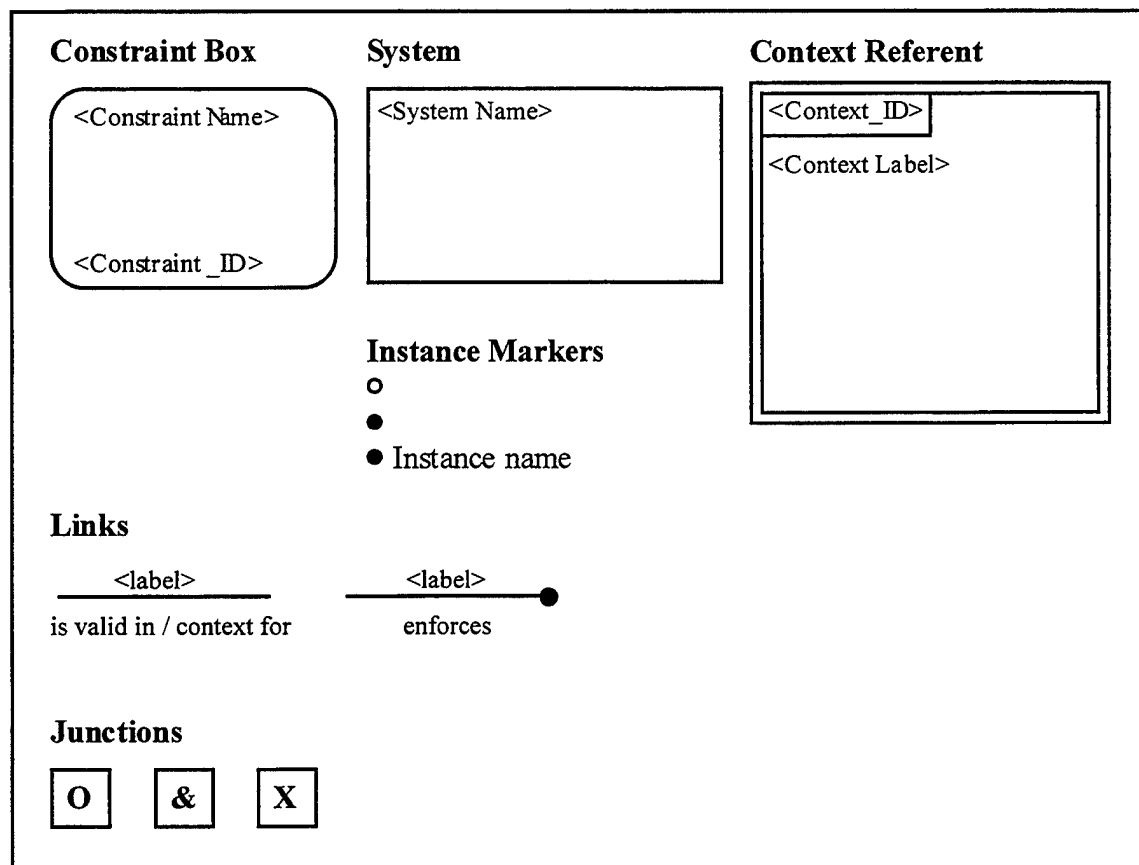 Constraint Box
<Constraint Name>
<Constraint _ID>
System
<System Name>
Context Referent
<Context_ID>
<Context Label>
Instance Markers
Instance name
Links
<label>
is valid in / context for
<label>
enforces
Junctions
O
&
X